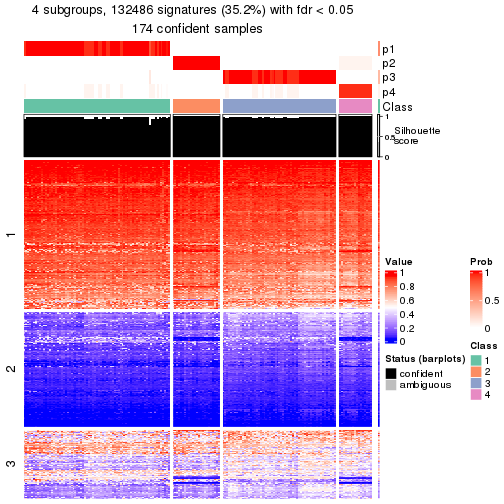 4 subgroups, 132486 signatures (35.2%) with fdr < 0.05
174 confident samples
p1
p2
p3
p4
Class
1
0.5
0
Silhouette
score
1
2
3
Value
1
0.8
0.6
0.4
0.2
0
Prob
1
0.5
0
Status (barplots)
confident
ambiguous
Class
1
2
3
4